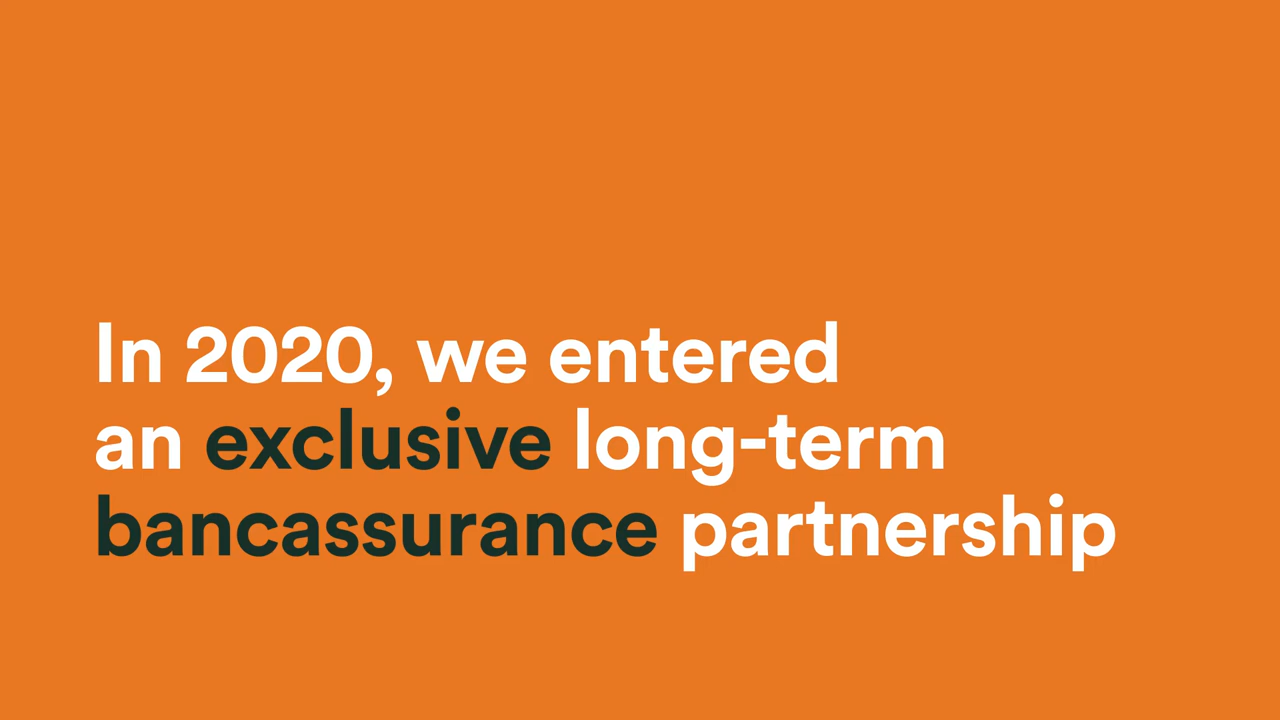 In 2020, we entered
an exclusive long-term
bancassurance partnership